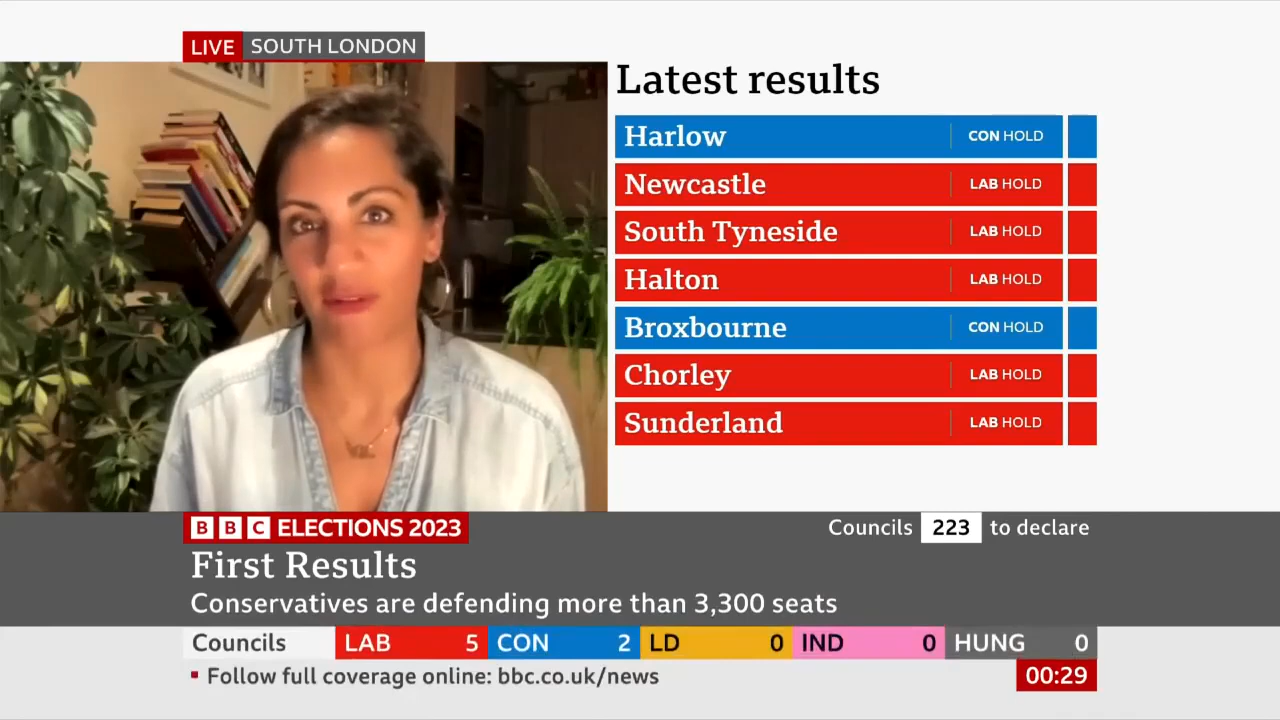 LIVE SOUTH LONDON
Latest results
Harlow CON HOLD
Newcastle LAB HOLD
South Tyneside LAB HOLD
Halton LAB HOLD
Broxbourne CON HOLD
Chorley LAB HOLD
Sunderland LAB HOLD
BBC ELECTIONS 2023
Councils 223 to declare
First Results
Conservatives are defending more than 3,300 seats
Councils LAB 5 CON 2 LD 0 IND 0 HUNG 0
Follow full coverage online: bbc.co.uk/news
00:29